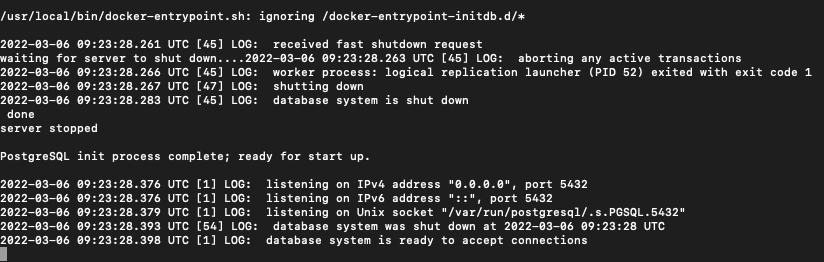 /usr/local/bin/docker-entrypoint.sh: ignoring /docker-entrypoint-initdb.d/*
2022-03-06 09:23:28.261 UTC [45] LOG:  received fast shutdown request
waiting for server to shut down....2022-03-06 09:23:28.263 UTC [45] LOG:  aborting any active transactions
2022-03-06 09:23:28.266 UTC [45] LOG:  worker process: logical replication launcher (PID 52) exited with exit code 1
2022-03-06 09:23:28.267 UTC [47] LOG:  shutting down
2022-03-06 09:23:28.283 UTC [45] LOG:  database system is shut down
 done
server stopped
PostgreSQL init process complete; ready for start up.
2022-03-06 09:23:28.376 UTC [1] LOG:  listening on IPv4 address "0.0.0.0", port 5432
2022-03-06 09:23:28.376 UTC [1] LOG:  listening on IPv6 address "::", port 5432
2022-03-06 09:23:28.379 UTC [1] LOG:  listening on Unix socket "/var/run/postgresql/.s.PGSQL.5432"
2022-03-06 09:23:28.393 UTC [54] LOG:  database system was shut down at 2022-03-06 09:23:28 UTC
2022-03-06 09:23:28.398 UTC [1] LOG:  database system is ready to accept connections